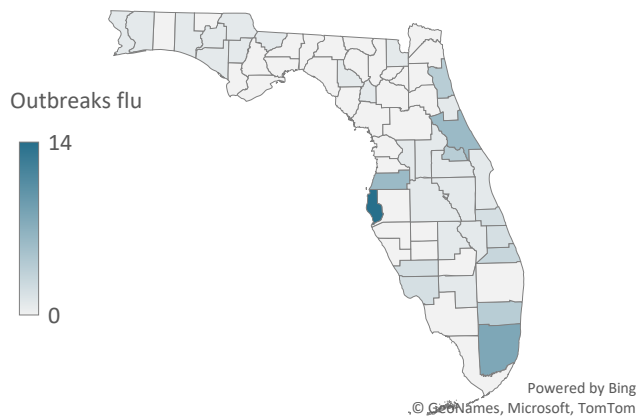 Outbreaks flu
14
0
Powered by Bing
© GeoNames, Microsoft, TomTom